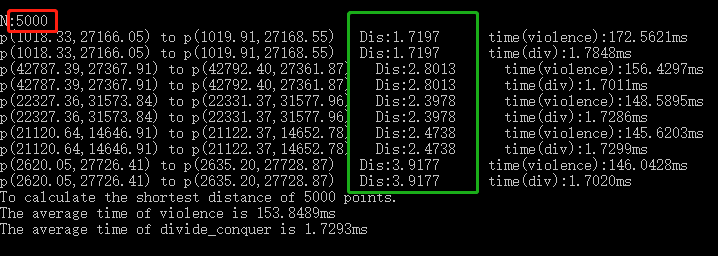 N:5000
p(1018.33,27166.05) to p(1019.91,27168.55) Dis:1.7197 time(violence):172.5621ms
p(1018.33,27166.05) to p(1019.91,27168.55) Dis:1.7197 time(div):1.7848ms
p(42787.39,27367.91) to p(42792.40,27361.87) Dis:2.8013 time(violence):156.4297ms
p(42787.39,27367.91) to p(42792.40,27361.87) Dis:2.8013 time(div):1.7011ms
p(22327.36,31573.84) to p(22331.37,31577.96) Dis:2.3978 time(violence):148.5895ms
p(22327.36,31573.84) to p(22331.37,31577.96) Dis:2.3978 time(div):1.7286ms
p(21120.64,14646.91) to p(21122.37,14652.78) Dis:2.4738 time(violence):145.6203ms
p(21120.64,14646.91) to p(21122.37,14652.78) Dis:2.4738 time(div):1.7299ms
p(2620.05,27726.41) to p(2635.20,27728.87) Dis:3.9177 time(violence):146.0428ms
p(2620.05,27726.41) to p(2635.20,27728.87) Dis:3.9177 time(div):1.7020ms
To calculate the shortest distance of 5000 points.
The average time of violence is 153.8489ms
The average time of divide_conquer is 1.7293ms